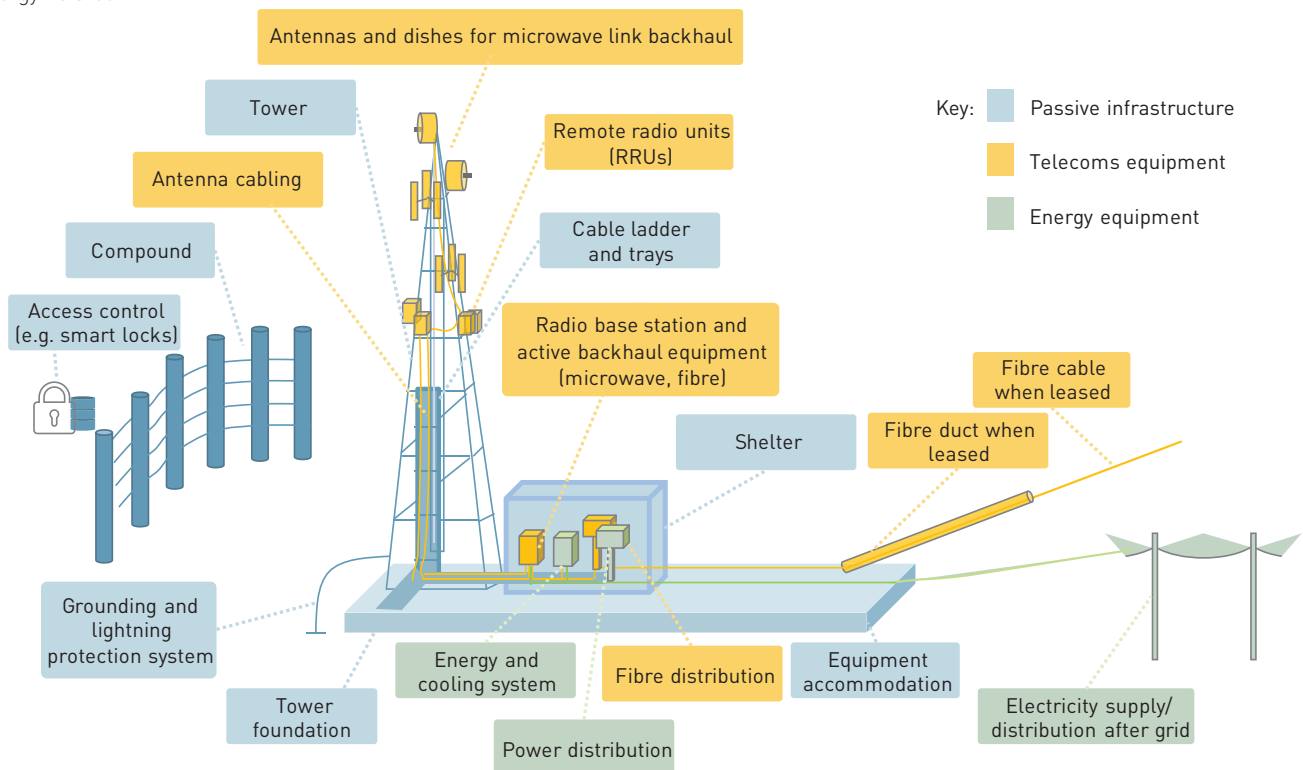 Antennas and dishes for microwave link backhaul
Tower
Key:
Passive infrastructure
Remote radio units
(RRUs)
Telecoms equipment
Antenna cabling
Energy equipment
Cable ladder
and trays
Compound
Access control
(e.g. smart locks)
Radio base station and
active backhaul equipment
(microwave, fibre)
Fibre cable
when leased
Fibre duct when
leased
Shelter
Grounding and
lightning
protection system
Energy and
cooling system
Fibre distribution
Equipment
accommodation
Tower
foundation
Power distribution
Electricity supply/
distribution after grid